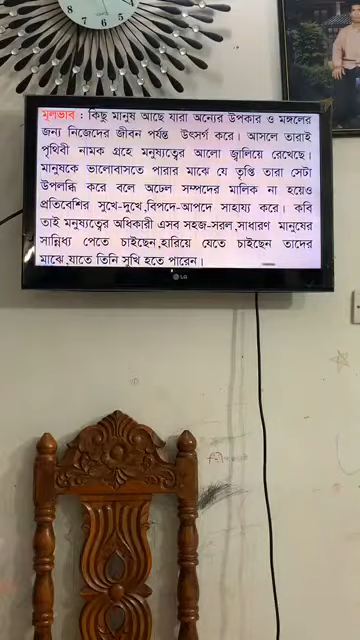 মূলভাব : কিছু মানুষ আছে যারা অন্যের উপকার ও মঙ্গলের
জন্য নিজেদের জীবন পর্যন্ত উৎসর্গ করে। আসলে তারাই
পৃথিবী নামক গ্রহে মনুষ্যত্বের আলো জ্বালিয়ে রেখেছে।
মানুষকে ভালোবাসতে পারার মাঝে যে তৃপ্তি তারা সেটা
উপলব্ধি করে বলে অঢেল সম্পদের মালিক না হয়েও
প্রতিবেশির সুখে-দুখে,বিপদে-আপদে সাহায্য করে। কবি
তাই মনুষ্যত্বের অধিকারী এসব সহজ-সরল,সাধারণ মানুষের
সান্নিধ্য পেতে চাইছেন,হারিয়ে যেতে চাইছেন তাদের
মাঝে,যাতে তিনি সুখি হতে পারেন।
LG